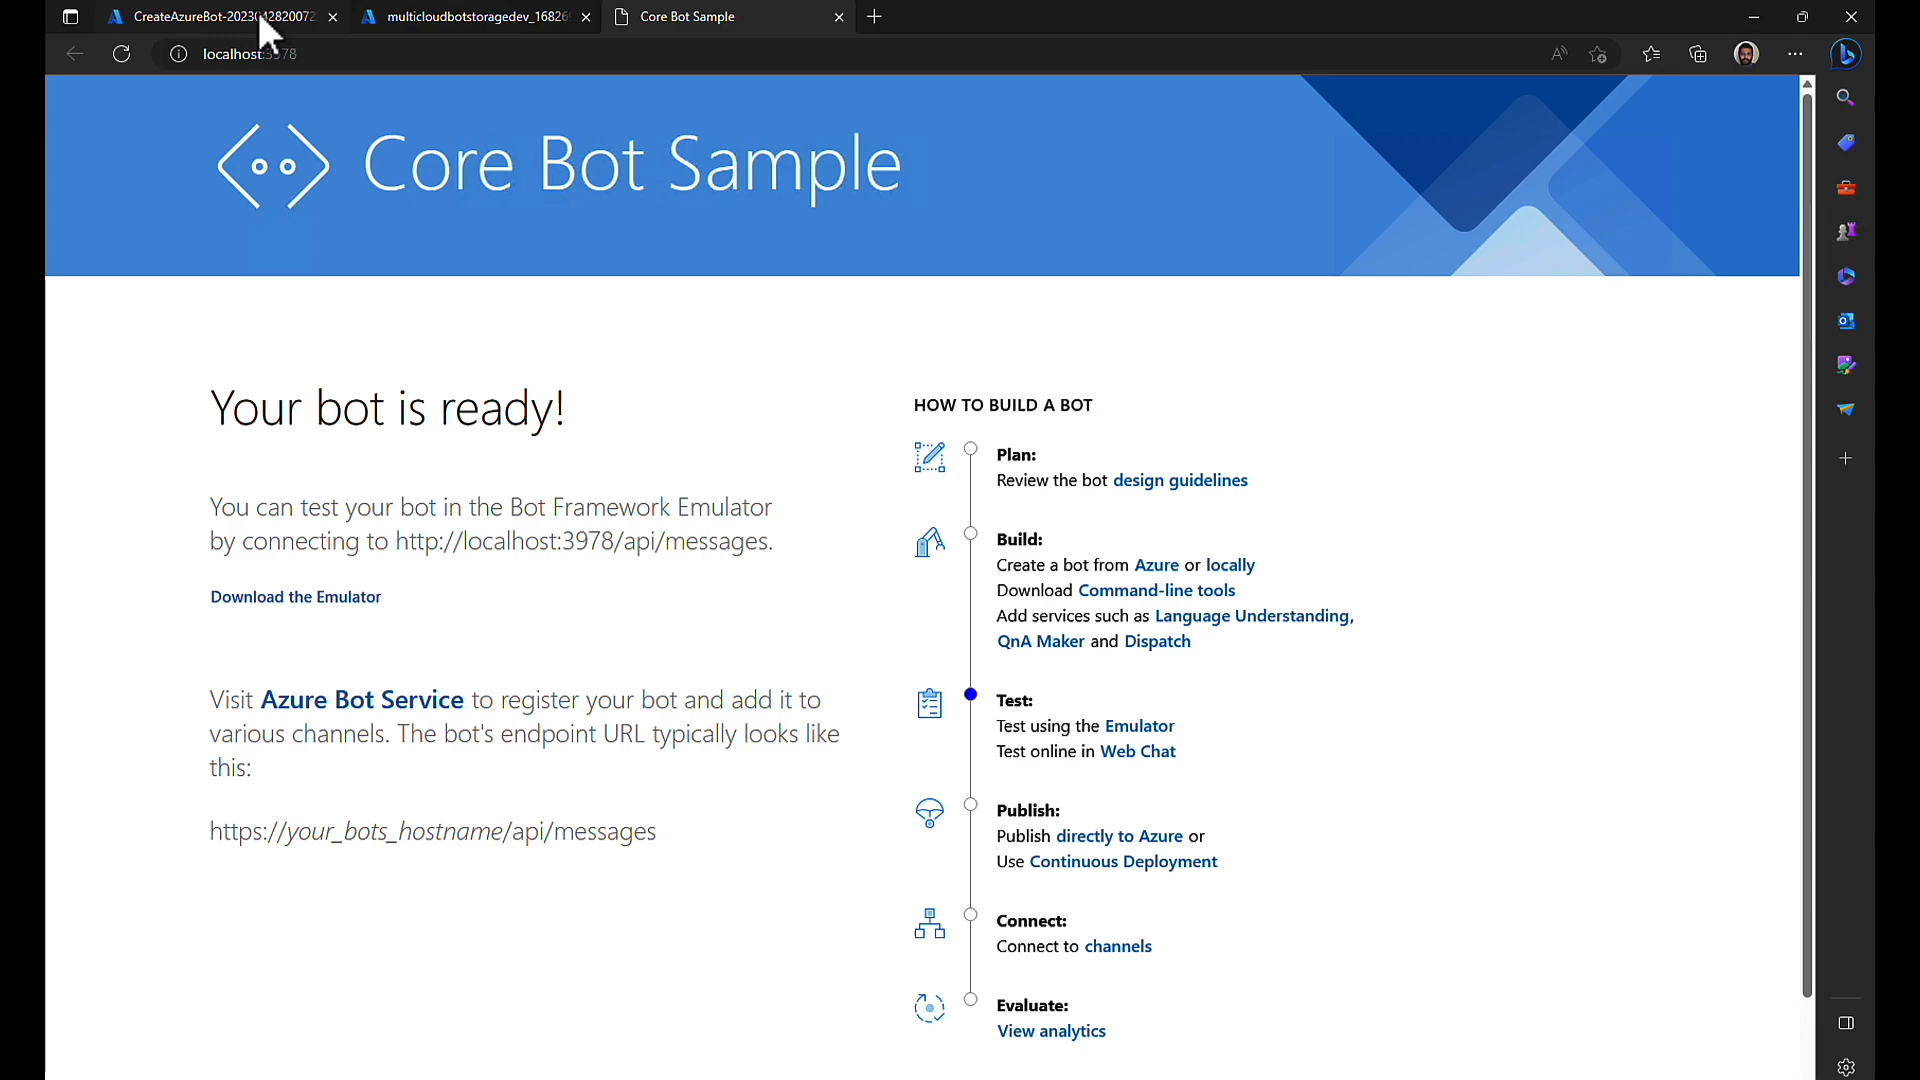 CreateAzureBot-2023042820072
multicloudbotstoragedev_16826
Core Bot Sample
localhost:3978
Core Bot Sample
Your bot is ready!
You can test your bot in the Bot Framework Emulator
by connecting to http://localhost:3978/api/messages.
Download the Emulator
Visit Azure Bot Service to register your bot and add it to
various channels. The bot's endpoint URL typically looks like
this:
https://your_bots_hostname/api/messages
HOW TO BUILD A BOT
Plan:
Review the bot design guidelines
Build:
Create a bot from Azure or locally
Download Command-line tools
Add services such as Language Understanding,
QnA Maker and Dispatch
Test:
Test using the Emulator
Test online in Web Chat
Publish:
Publish directly to Azure or
Use Continuous Deployment
Connect:
Connect to channels
Evaluate:
View analytics